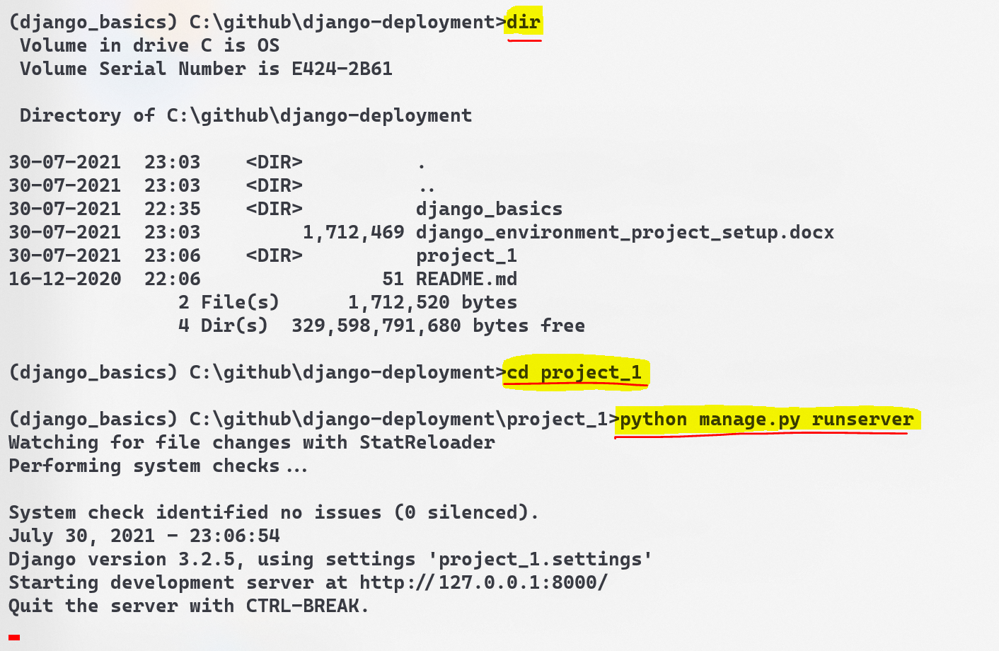 (django_basics) C:\github\django-deployment>dir
 Volume in drive C is OS
 Volume Serial Number is E424-2B61

 Directory of C:\github\django-deployment

30-07-2021  23:03    <DIR>          .
30-07-2021  23:03    <DIR>          ..
30-07-2021  22:35    <DIR>          django_basics
30-07-2021  23:03         1,712,469 django_environment_project_setup.docx
30-07-2021  23:06    <DIR>          project_1
16-12-2020  22:06                51 README.md
               2 File(s)      1,712,520 bytes
               4 Dir(s)  329,598,791,680 bytes free

(django_basics) C:\github\django-deployment>cd project_1

(django_basics) C:\github\django-deployment\project_1>python manage.py runserver
Watching for file changes with StatReloader
Performing system checks...

System check identified no issues (0 silenced).
July 30, 2021 - 23:06:54
Django version 3.2.5, using settings 'project_1.settings'
Starting development server at http://127.0.0.1:8000/
Quit the server with CTRL-BREAK.